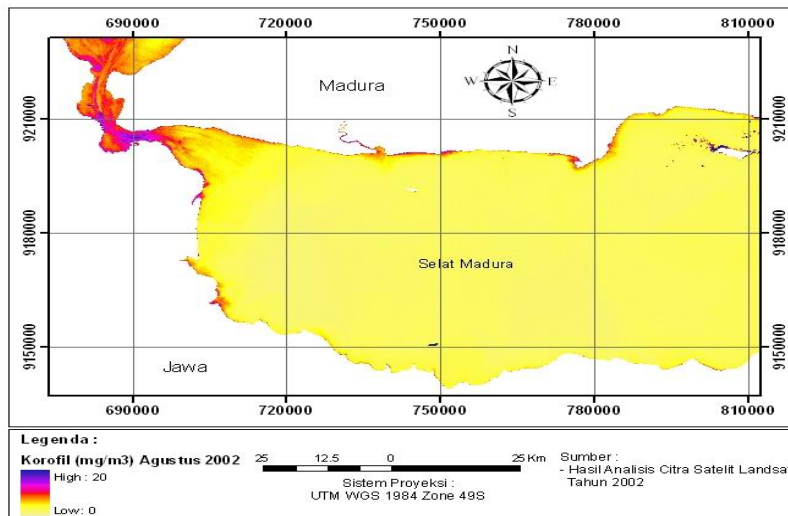 690000 720000 750000 780000 810000
N
W E
S
Madura
9210000 9210000
9180000 9180000
Selat Madura
9150000 9150000
Jawa
690000 720000 750000 780000 810000
Legenda :
Korofil (mg/m3) Agustus 2002
High : 20
Low: 0
25 12.5 0 25 Km
Sistem Proyeksi :
UTM WGS 1984 Zone 49S
Sumber :
- Hasil Analisis Citra Satelit Landsa
Tahun 2002